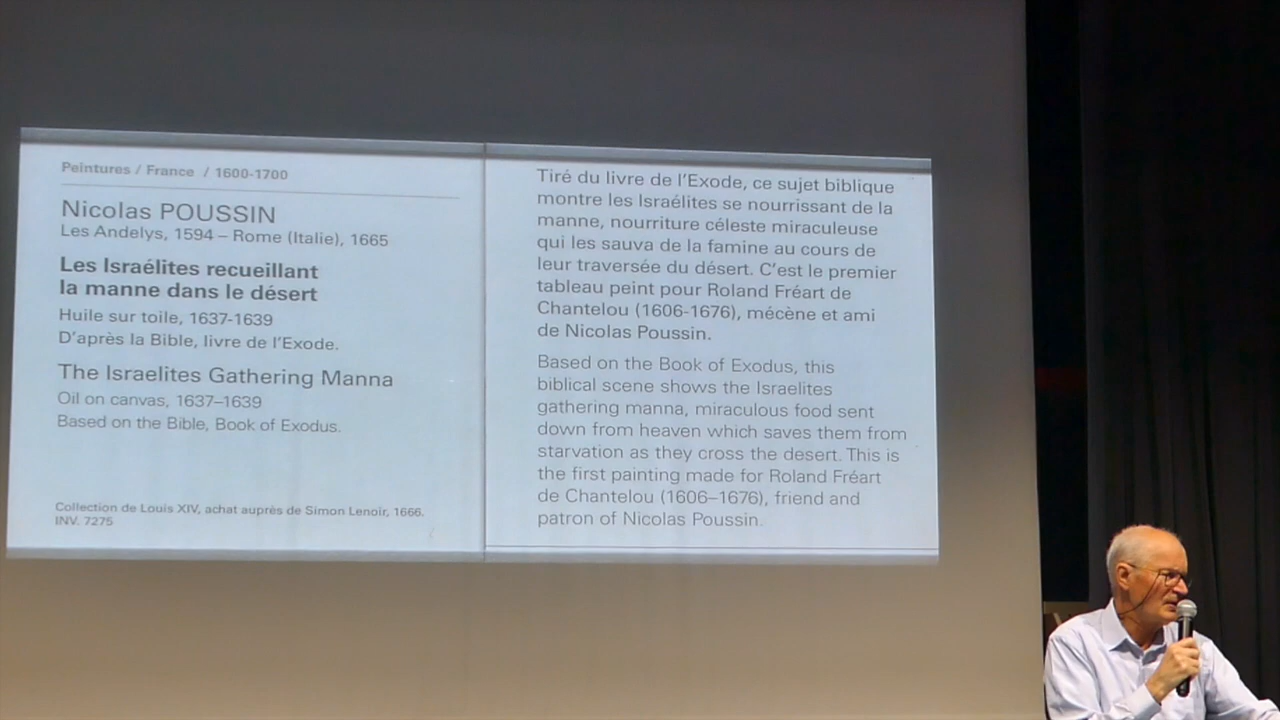 Peintures / France / 1600-1700
Nicolas POUSSIN
Les Andelys, 1594 – Rome (Italie), 1665
Les Israélites recueillant
la manne dans le désert
Huile sur toile, 1637-1639
D'après la Bible, livre de l'Exode.
The Israelites Gathering Manna
Oil on canvas, 1637–1639
Based on the Bible, Book of Exodus.
Collection de Louis XIV, achat auprès de Simon Lenoir, 1666.
INV. 7275
Tiré du livre de l'Exode, ce sujet biblique
montre les Israélites se nourrissant de la
manne, nourriture céleste miraculeuse
qui les sauva de la famine au cours de
leur traversée du désert. C'est le premier
tableau peint pour Roland Fréart de
Chantelou (1606-1676), mécène et ami
de Nicolas Poussin.
Based on the Book of Exodus, this
biblical scene shows the Israelites
gathering manna, miraculous food sent
down from heaven which saves them from
starvation as they cross the desert. This is
the first painting made for Roland Fréart
de Chantelou (1606–1676), friend and
patron of Nicolas Poussin.